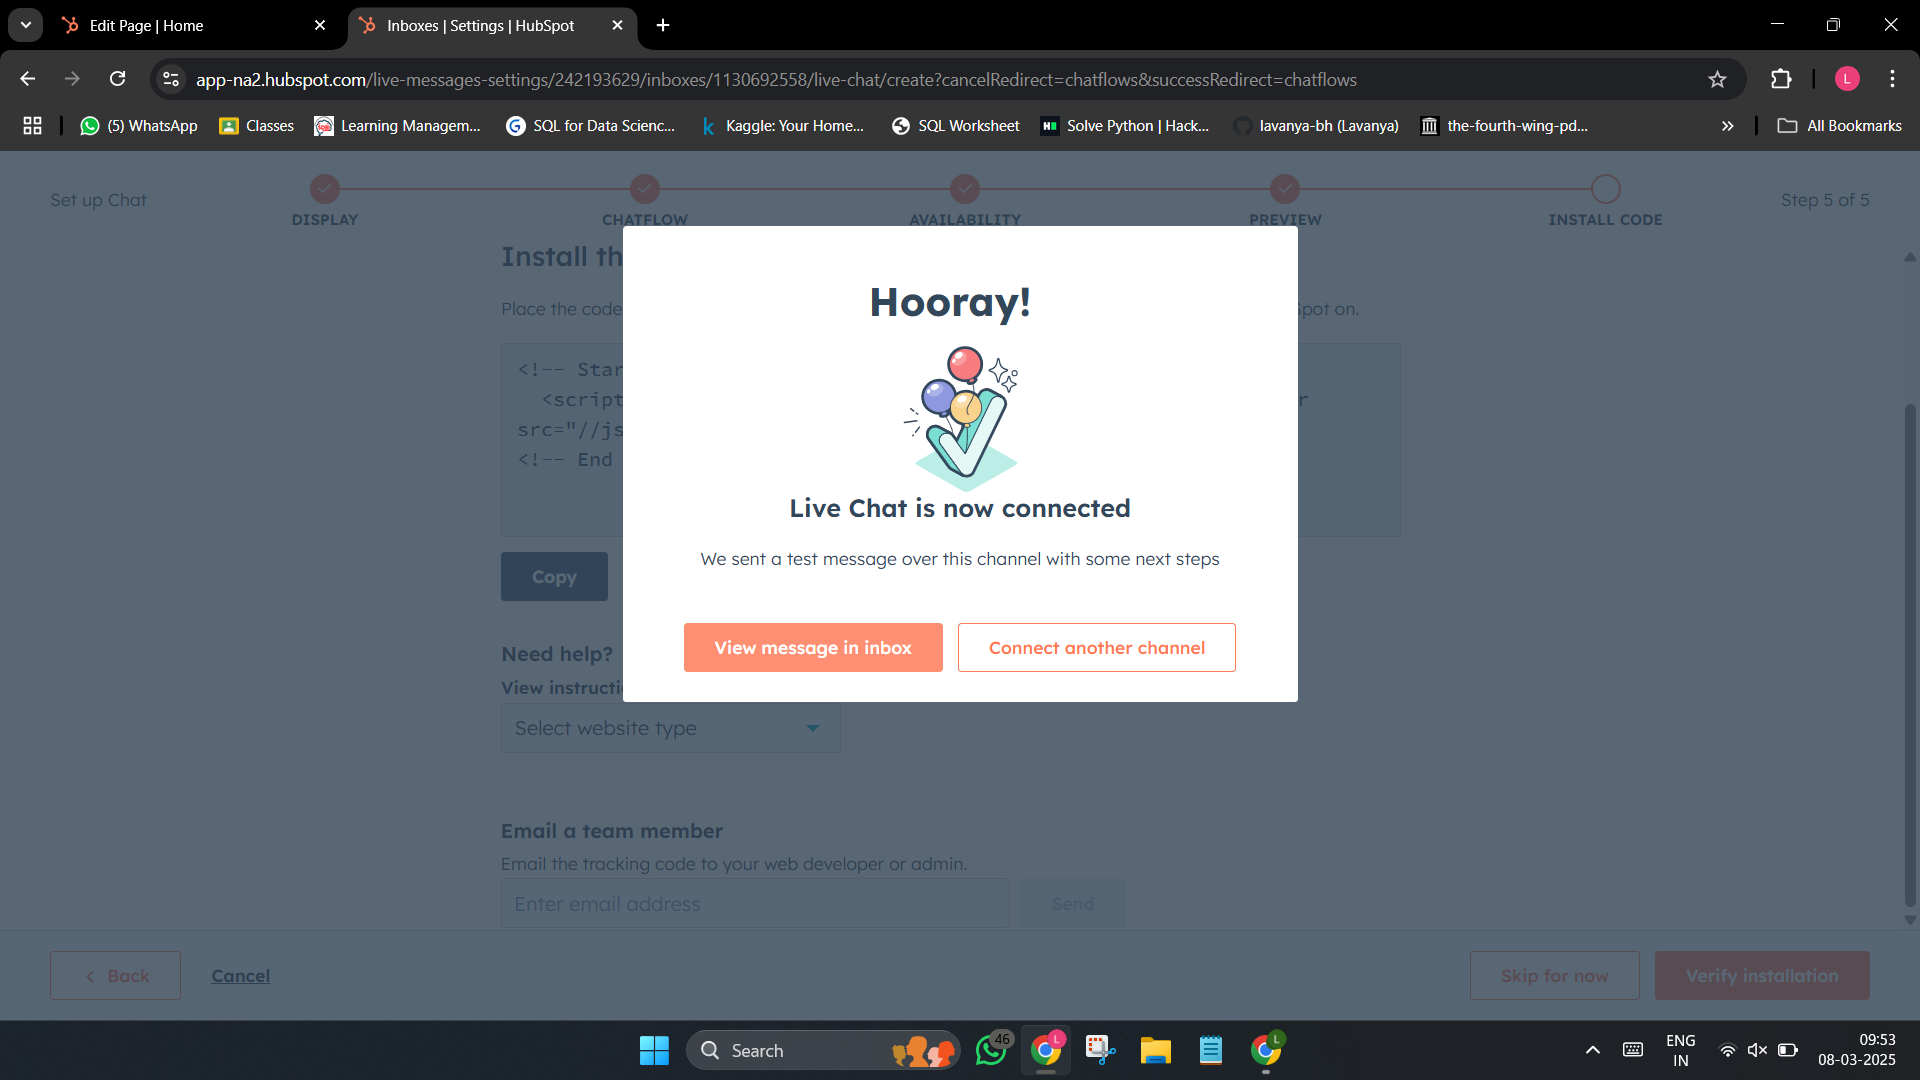 Edit Page | Home
Inboxes | Settings | HubSpot
app-na2.hubspot.com/live-messages-settings/242193629/inboxes/1130692558/live-chat/create?cancelRedirect=chatflows&successRedirect=chatflows
L
(5) WhatsApp
Classes
Learning Managem...
SQL for Data Scienc...
Kaggle: Your Home...
SQL Worksheet
Solve Python | Hack...
lavanya-bh (Lavanya)
the-fourth-wing-pd...
All Bookmarks
Set up Chat
DISPLAY
CHATFLOW
AVAILABILITY
PREVIEW
INSTALL CODE
Step 5 of 5
Install th
Place the code
Spot on.
<!-- Star
<script
r
src="//js
<!-- End
Copy
Hooray!
Live Chat is now connected
We sent a test message over this channel with some next steps
View message in inbox
Connect another channel
Need help?
View instructi
Select website type
Email a team member
Email the tracking code to your web developer or admin.
Enter email address
Send
Back
Cancel
Skip for now
Verify installation
Search
46
L
L
ENG
IN
09:53
08-03-2025